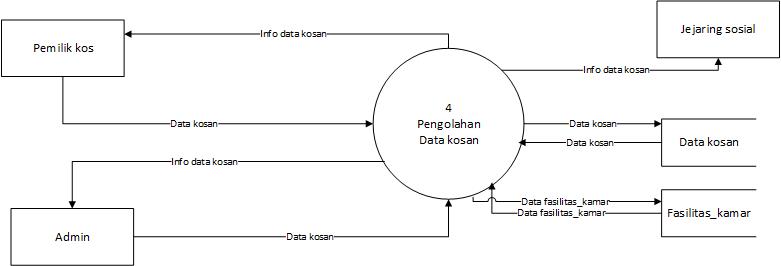 Jejaring sosial
Info data kosan
Pemilik kos
Info data kosan
4
Pengolahan
Data kosan
Data kosan
Data kosan
Data kosan
Data kosan
Info data kosan
Data fasilitas_kamar
Data fasilitas_kamar
Fasilitas_kamar
Admin
Data kosan